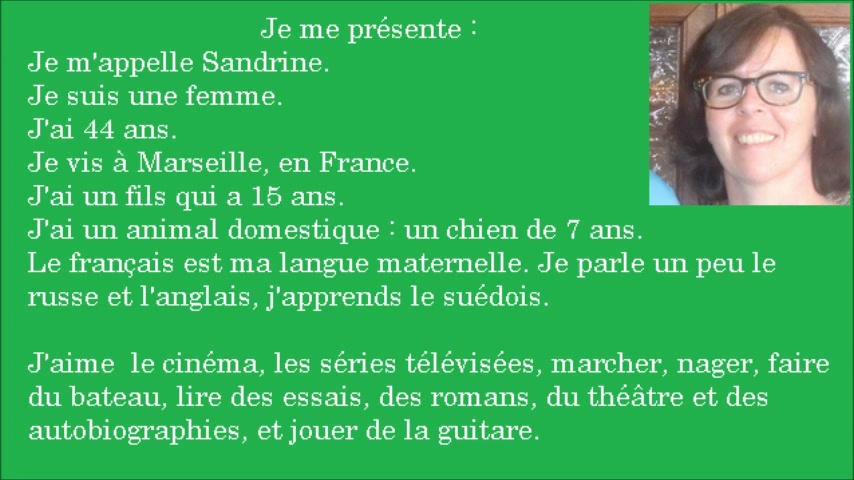 Je me présente :
Je m'appelle Sandrine.
Je suis une femme.
J'ai 44 ans.
Je vis à Marseille, en France.
J'ai un fils qui a 15 ans.
J'ai un animal domestique : un chien de 7 ans.
Le français est ma langue maternelle. Je parle un peu le
russe et l'anglais, j'apprends le suédois.
J'aime  le cinéma, les séries télévisées, marcher, nager, faire
du bateau, lire des essais, des romans, du théâtre et des
autobiographies, et jouer de la guitare.